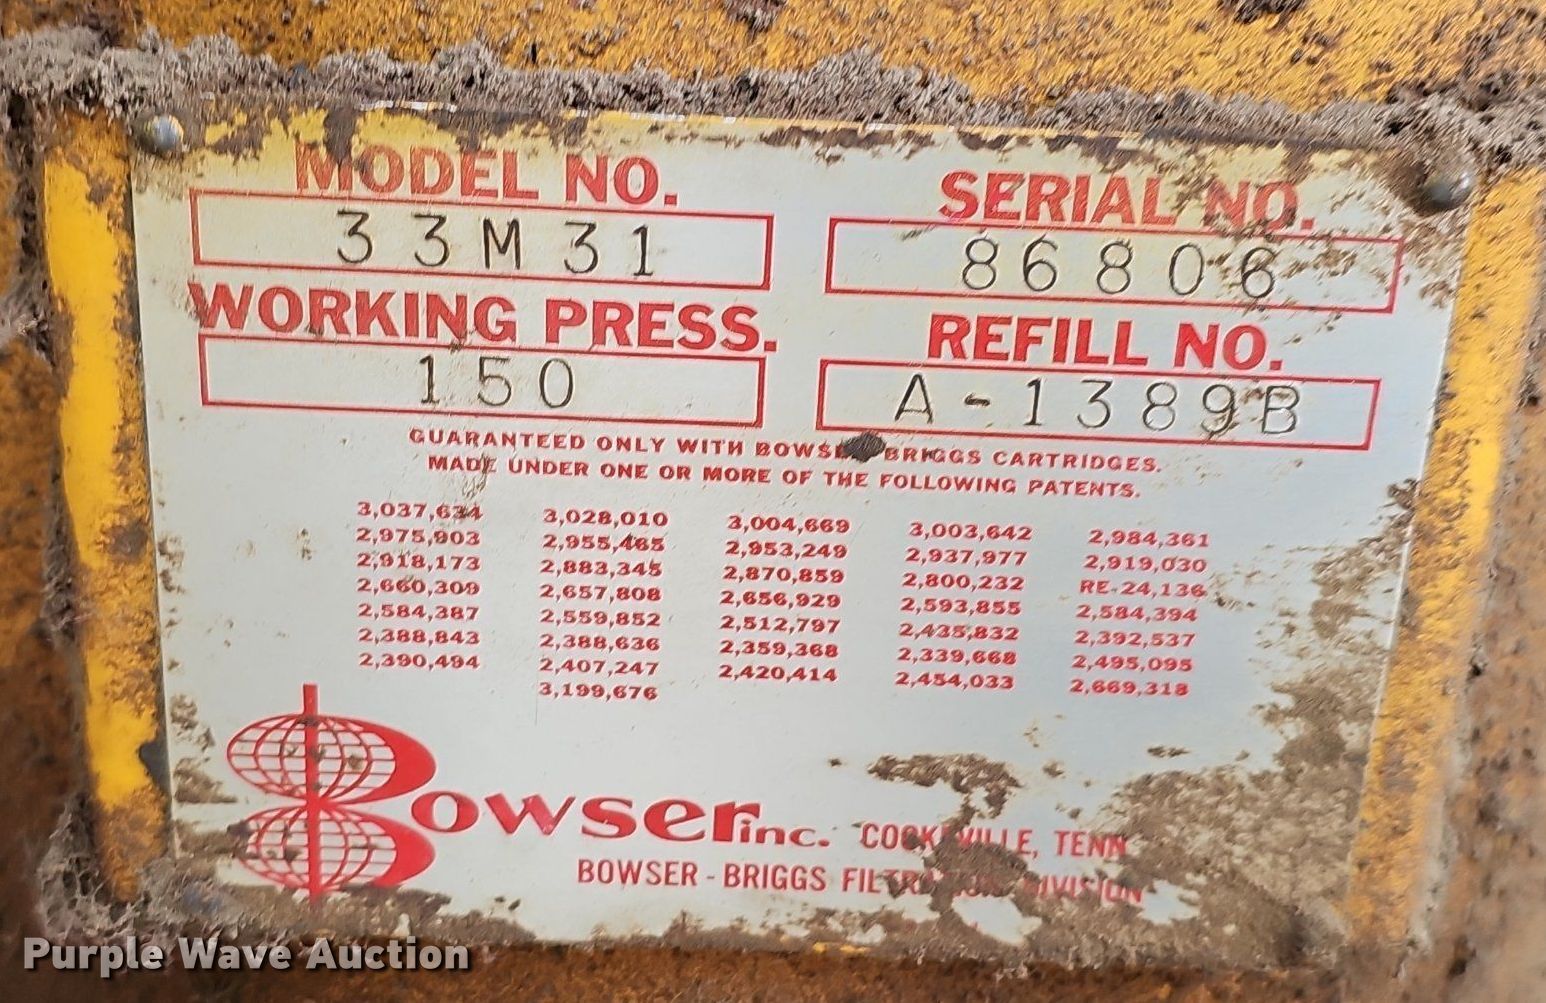 MODEL NO. SERIAL NO.
33M31 86806
WORKING PRESS. REFILL NO.
150 A-1389B
GUARANTEED ONLY WITH BOWSER BRIGGS CARTRIDGES.
MADE UNDER ONE OR MORE OF THE FOLLOWING PATENTS.
3,037,634 3,028,010 3,004,669 3,003,642 2,984,361
2,975,903 2,955,465 2,953,249 2,937,977 2,919,030
2,918,173 2,883,345 2,870,859 2,800,232 RE-24,136
2,660,309 2,657,808 2,656,929 2,593,855 2,584,394
2,584,387 2,559,852 2,512,797 2,435,832 2,392,537
2,388,843 2,388,636 2,359,368 2,339,668 2,495,095
2,390,494 2,407,247 2,420,414 2,454,033 2,669,318
3,199,676
Bowser inc. COOKEVILLE, TENN.
BOWSER-BRIGGS FILTRATION DIVISION
Purple Wave Auction